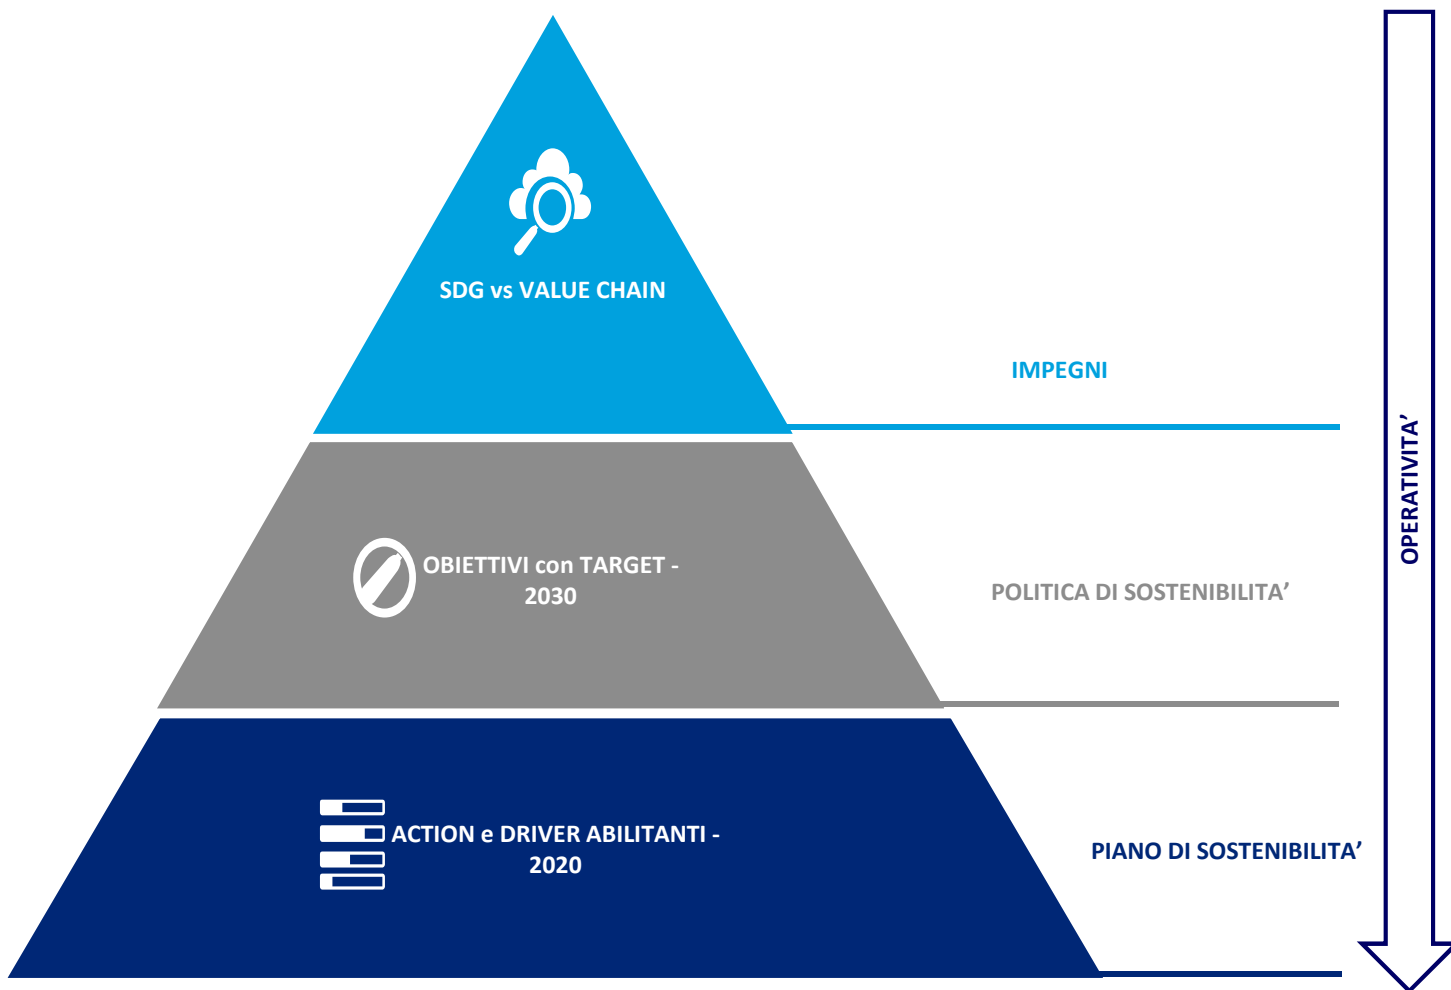 SDG vs VALUE CHAIN
IMPEGNI
OBIETTIVI con TARGET -
2030
POLITICA DI SOSTENIBILITA’
ACTION e DRIVER ABILITANTI -
2020
PIANO DI SOSTENIBILITA’
OPERATIVITA’